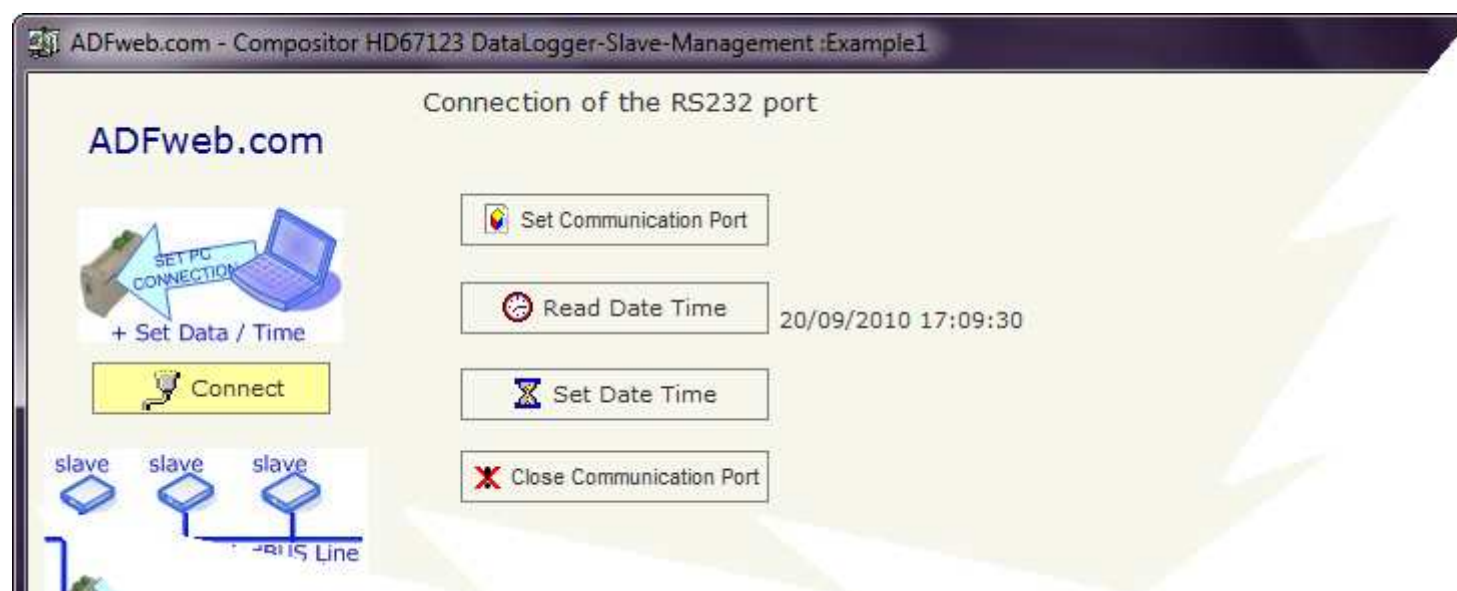 ADFweb.com - Compositor HD67123 DataLogger-Slave-Management :Example1
Connection of the RS232 port
ADFweb.com
Set Communication Port
SET PC
CONNECTION
Read Date Time
20/09/2010 17:09:30
+ Set Data / Time
Connect
Set Date Time
slave slave slave
Close Communication Port
Line